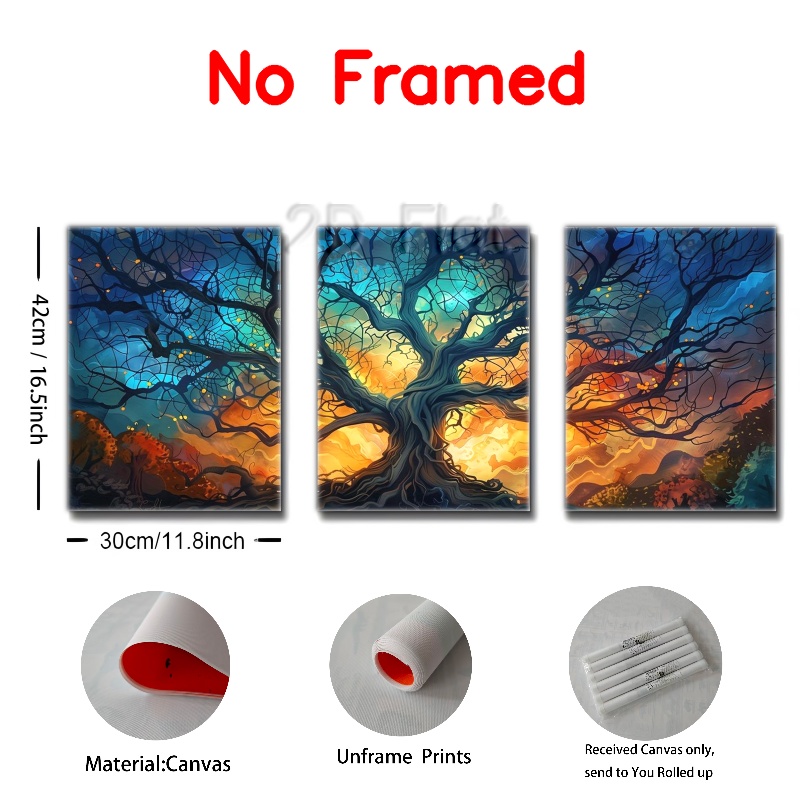 No Framed
2D Flat
42cm / 16.5inch
30cm/11.8inch
Material:Canvas
Unframe Prints
Received Canvas only,
send to You Rolled up